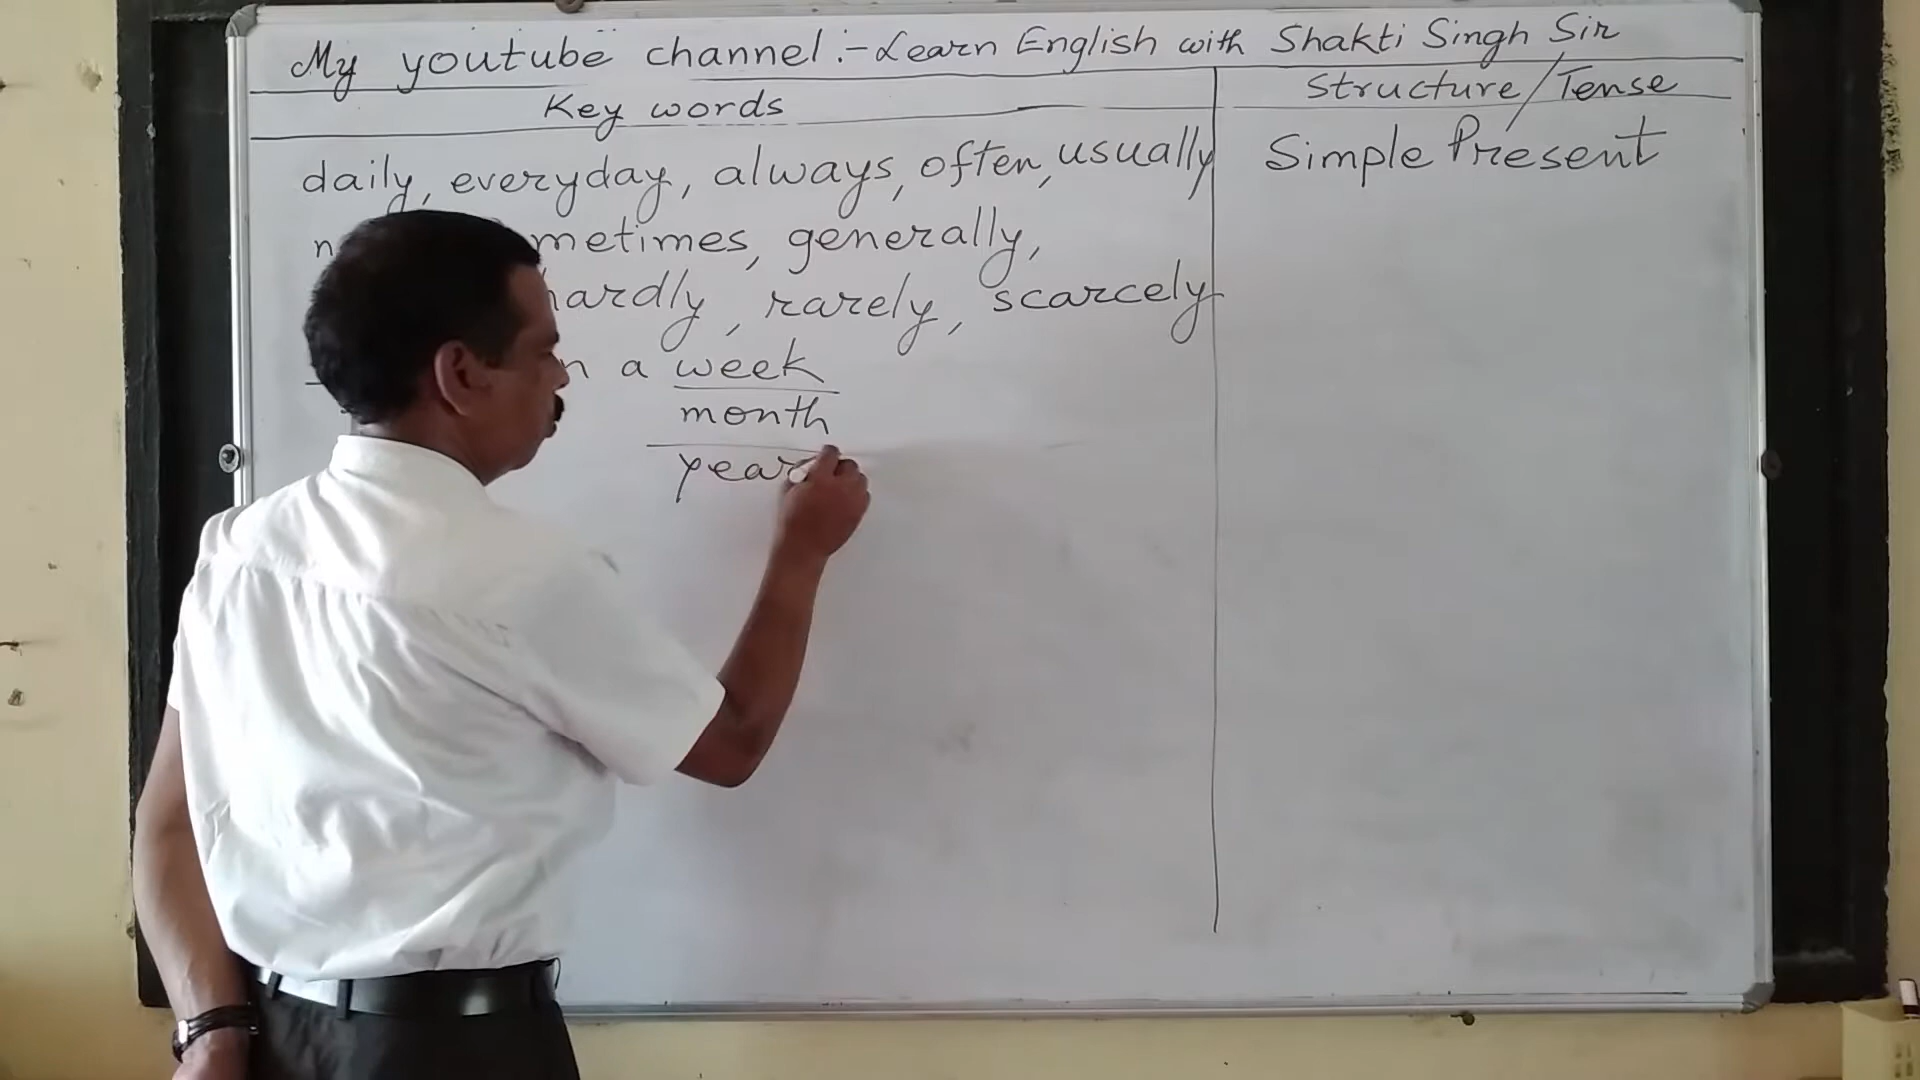 My youtube channel :- Learn English with Shakti Singh Sir
Key words
Structure/Tense
daily, everyday, always, often, usually
Simple Present
sometimes, generally,
hardly, rarely, scarcely
a week
month
year